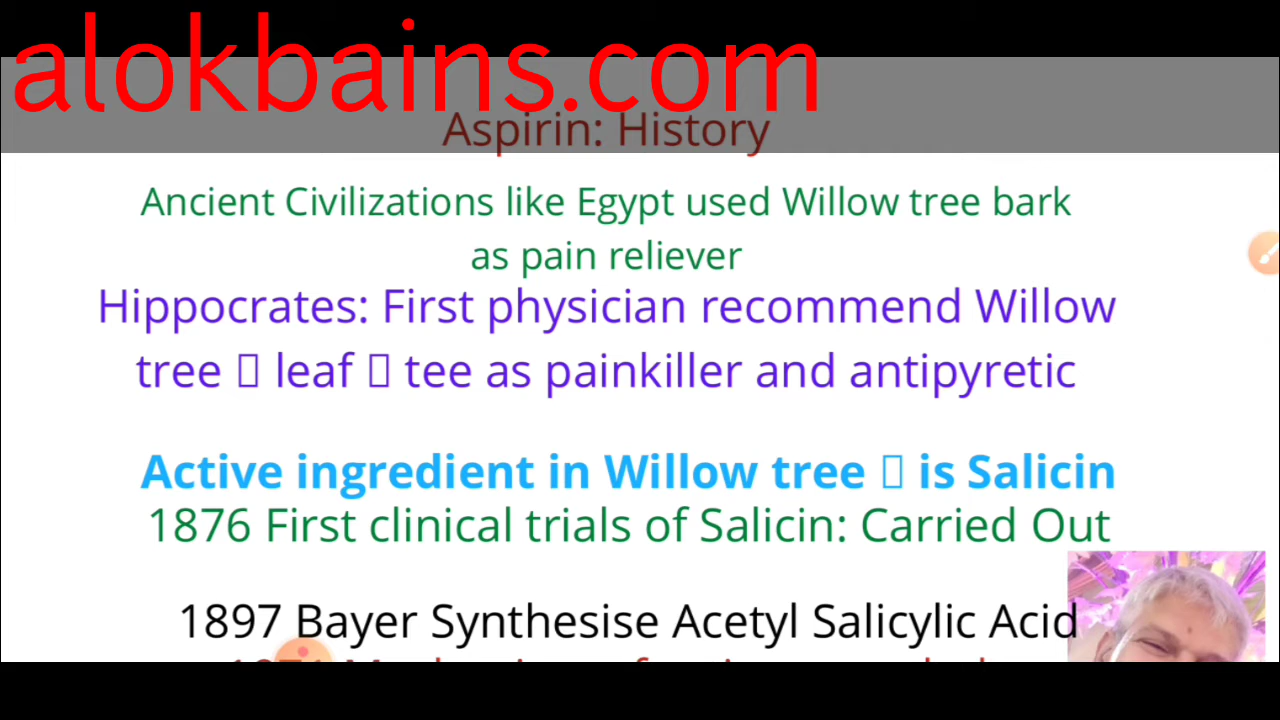 alokbains.com
Aspirin: History
Ancient Civilizations like Egypt used Willow tree bark
as pain reliever
Hippocrates: First physician recommend Willow
tree ▯ leaf ▯ tee as painkiller and antipyretic
Active ingredient in Willow tree ▯ is Salicin
1876 First clinical trials of Salicin: Carried Out
1897 Bayer Synthesise Acetyl Salicylic Acid